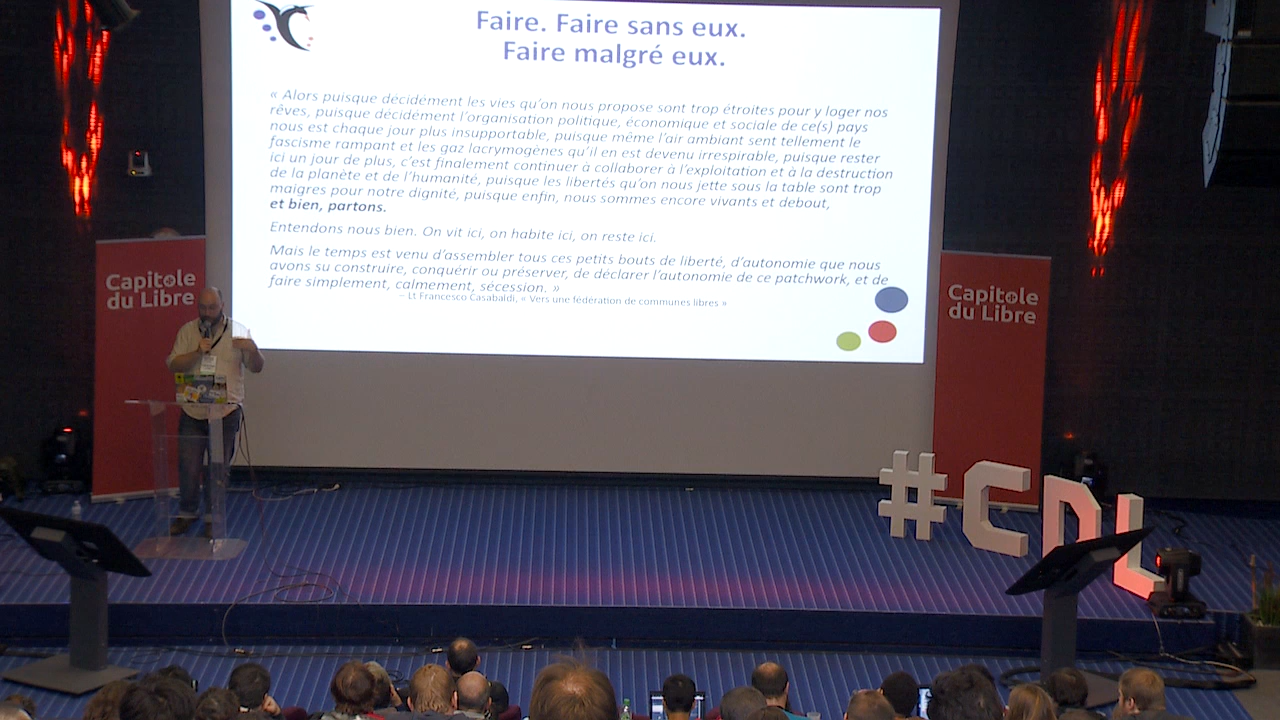 Faire. Faire sans eux.
Faire malgré eux.
« Alors puisque décidément les vies qu'on nous propose sont trop étroites pour y loger nos
rêves, puisque décidément l'organisation politique, économique et sociale de ce(s) pays
nous est chaque jour plus insupportable, puisque même l'air ambiant sent tellement le
fascisme rampant et les gaz lacrymogènes qu'il en est devenu irrespirable, puisque rester
ici un jour de plus, c'est finalement continuer à collaborer à l'exploitation et à la destruction
de la planète et de l'humanité, puisque les libertés qu'on nous jette sous la table sont trop
maigres pour notre dignité, puisque enfin, nous sommes encore vivants et debout,
et bien, partons.
Entendons nous bien. On vit ici, on habite ici, on reste ici.
Mais le temps est venu d'assembler tous ces petits bouts de liberté, d'autonomie que nous
avons su construire, conquérir ou préserver, de déclarer l'autonomie de ce patchwork, et de
faire simplement, calmement, sécession. »
– Lt Francesco Casabaldi, « Vers une fédération de communes libres »
Capitole
du Libre
Capitole
du Libre
#CDL